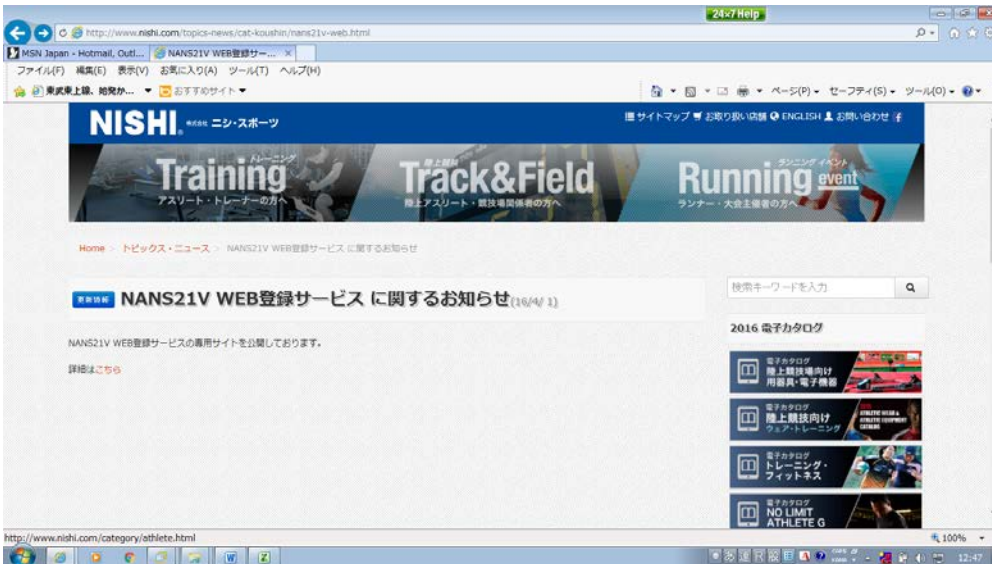 24×7 Help
http://www.nishi.com/topics-news/cat-koushin/nans21v-web.html
MSN Japan - Hotmail, Outl...
NANS21V WEB登録サー...
ファイル(F) 編集(E) 表示(V) お気に入り(A) ツール(T) ヘルプ(H)
東武東上線、始発か...
おすすめサイト
ページ(P) セーフティ(S) ツール(O)
NISHI. 株式会社 ニシ・スポーツ
サイトマップ お取り扱い店舗 ENGLISH お問い合わせ
トレーニング
Training
アスリート・トレーナーの方へ
陸上競技
Track&Field
陸上アスリート・競技場関係者の方へ
ランニング イベント
Running event
ランナー・大会主催者の方へ
Home > トピックス・ニュース > NANS21V WEB登録サービス に関するお知らせ
更新情報 NANS21V WEB登録サービス に関するお知らせ(16/4/ 1)
NANS21V WEB登録サービスの専用サイトを公開しております。
詳細はこちら
検索キーワードを入力
2016 電子カタログ
電子カタログ
陸上競技場向け
用器具・電子機器
電子カタログ
陸上競技向け
ウェア・トレーニング
電子カタログ
トレーニング・
フィットネス
電子カタログ
NO LIMIT
ATHLETE G
http://www.nishi.com/category/athlete.html
100%
12:47